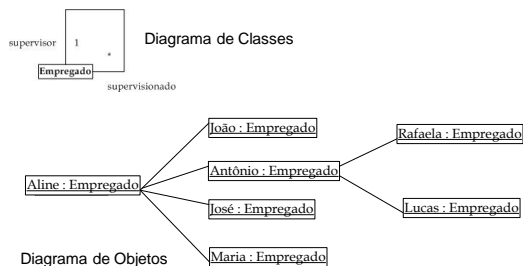 Diagrama de Classes
supervisor 1
*
Empregado
supervisionado
João : Empregado
Rafaela : Empregado
Antônio : Empregado
Aline : Empregado
José : Empregado
Lucas : Empregado
Maria : Empregado
Diagrama de Objetos